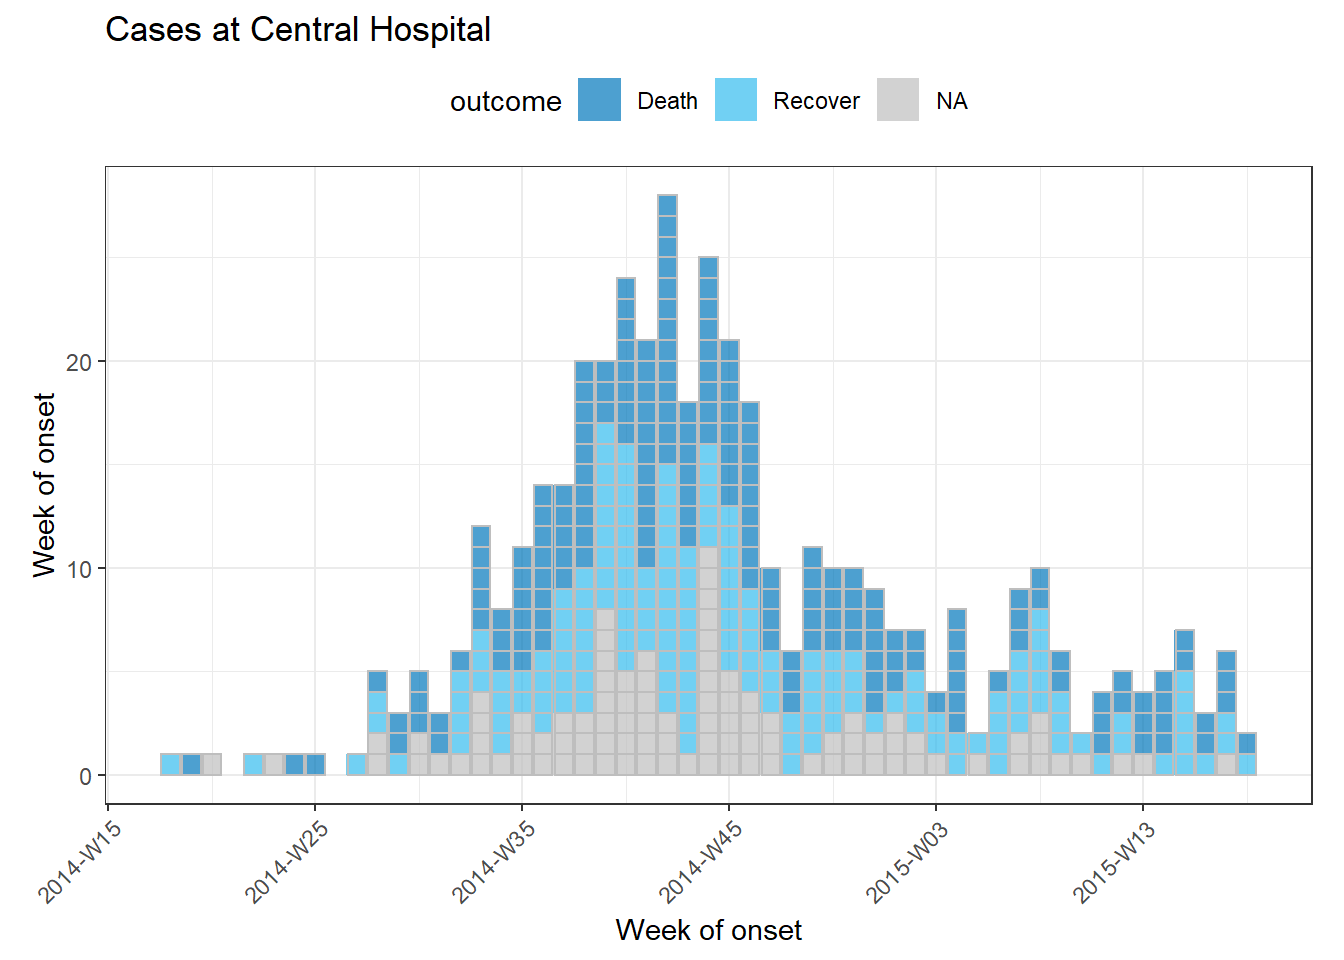 Cases at Central Hospital
outcome Death Recover NA
Week of onset
20
10
0
2014-W15 2014-W25 2014-W35 2014-W45 2015-W03 2015-W13
Week of onset